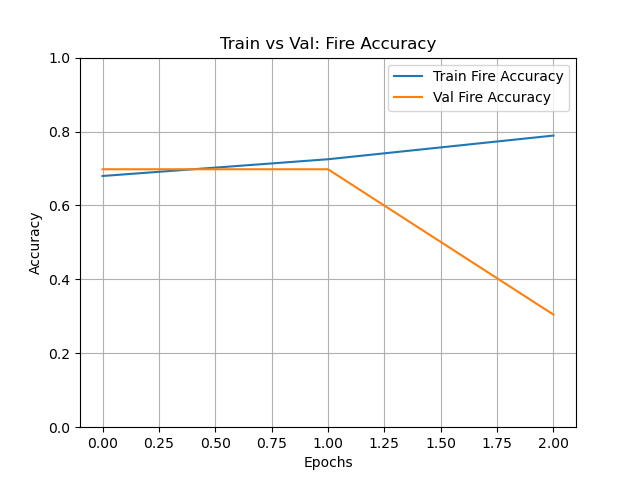 Train vs Val: Fire Accuracy
Train Fire Accuracy
Val Fire Accuracy
1.0
0.8
0.6
0.4
0.2
0.0
Accuracy
0.00 0.25 0.50 0.75 1.00 1.25 1.50 1.75 2.00
Epochs